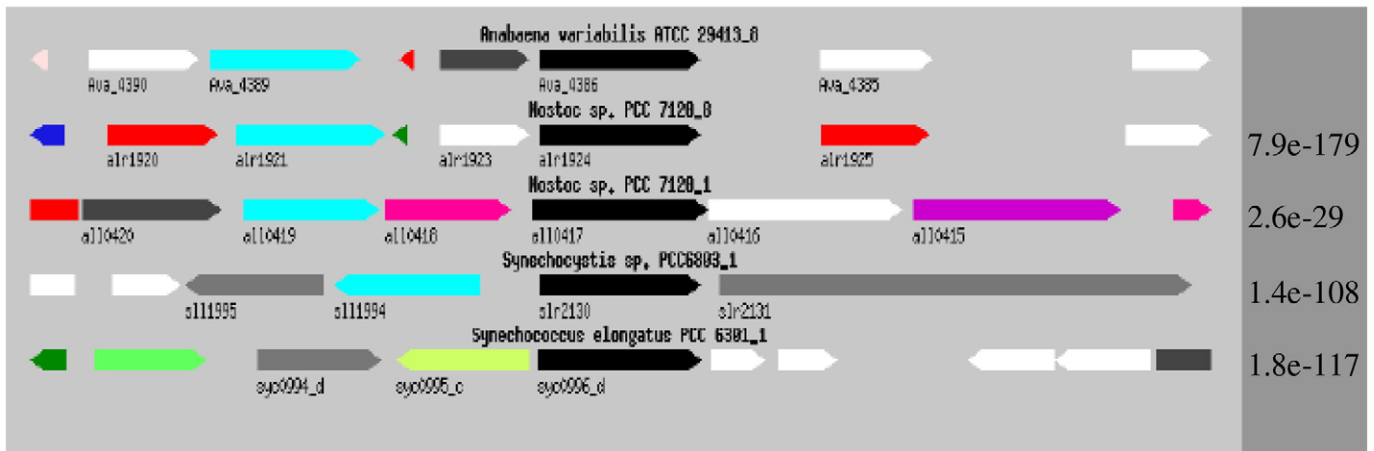 Anabaena variabilis ATCC 29413_8
Ava_4390 Ava_4389 Ava_4386 Ava_4385
Nostoc sp. PCC 7120_8
alr1920 alr1921 alr1923 alr1924 alr1925 7.9e-179
Nostoc sp. PCC 7120_1
all0420 all0419 all0418 all0417 all0416 all0415 2.6e-29
Synechocystis sp. PCC6803_1
sll1995 sll1994 slr2130 slr2131 1.4e-108
Synechococcus elongatus PCC 6301_1
syc0994_d syc0995_c syc0996_d 1.8e-117